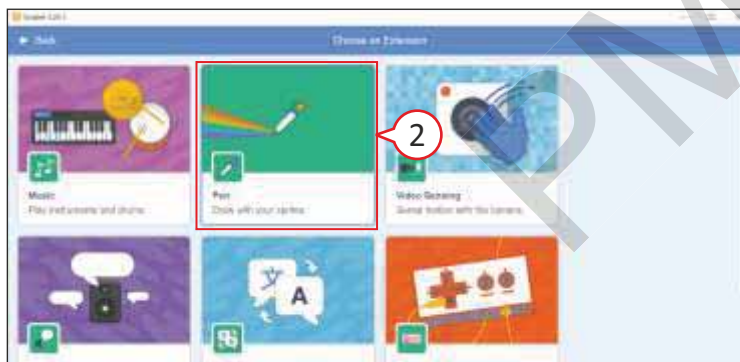 Back
Choose an Extension
2
Music
Play instruments and drums.
Pen
Draw with your sprites.
Video Sensing
Sense motion with the camera.
文 A